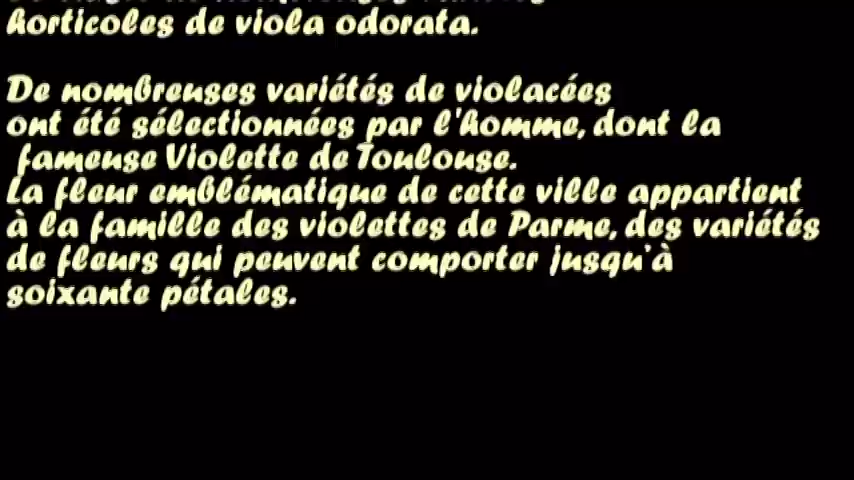 horticoles de viola odorata.
De nombreuses variétés de violacées
ont été sélectionnées par l'homme, dont la
fameuse Violette de Toulouse.
La fleur emblématique de cette ville appartient
à la famille des violettes de Parme, des variétés
de fleurs qui peuvent comporter jusqu'à
soixante pétales.